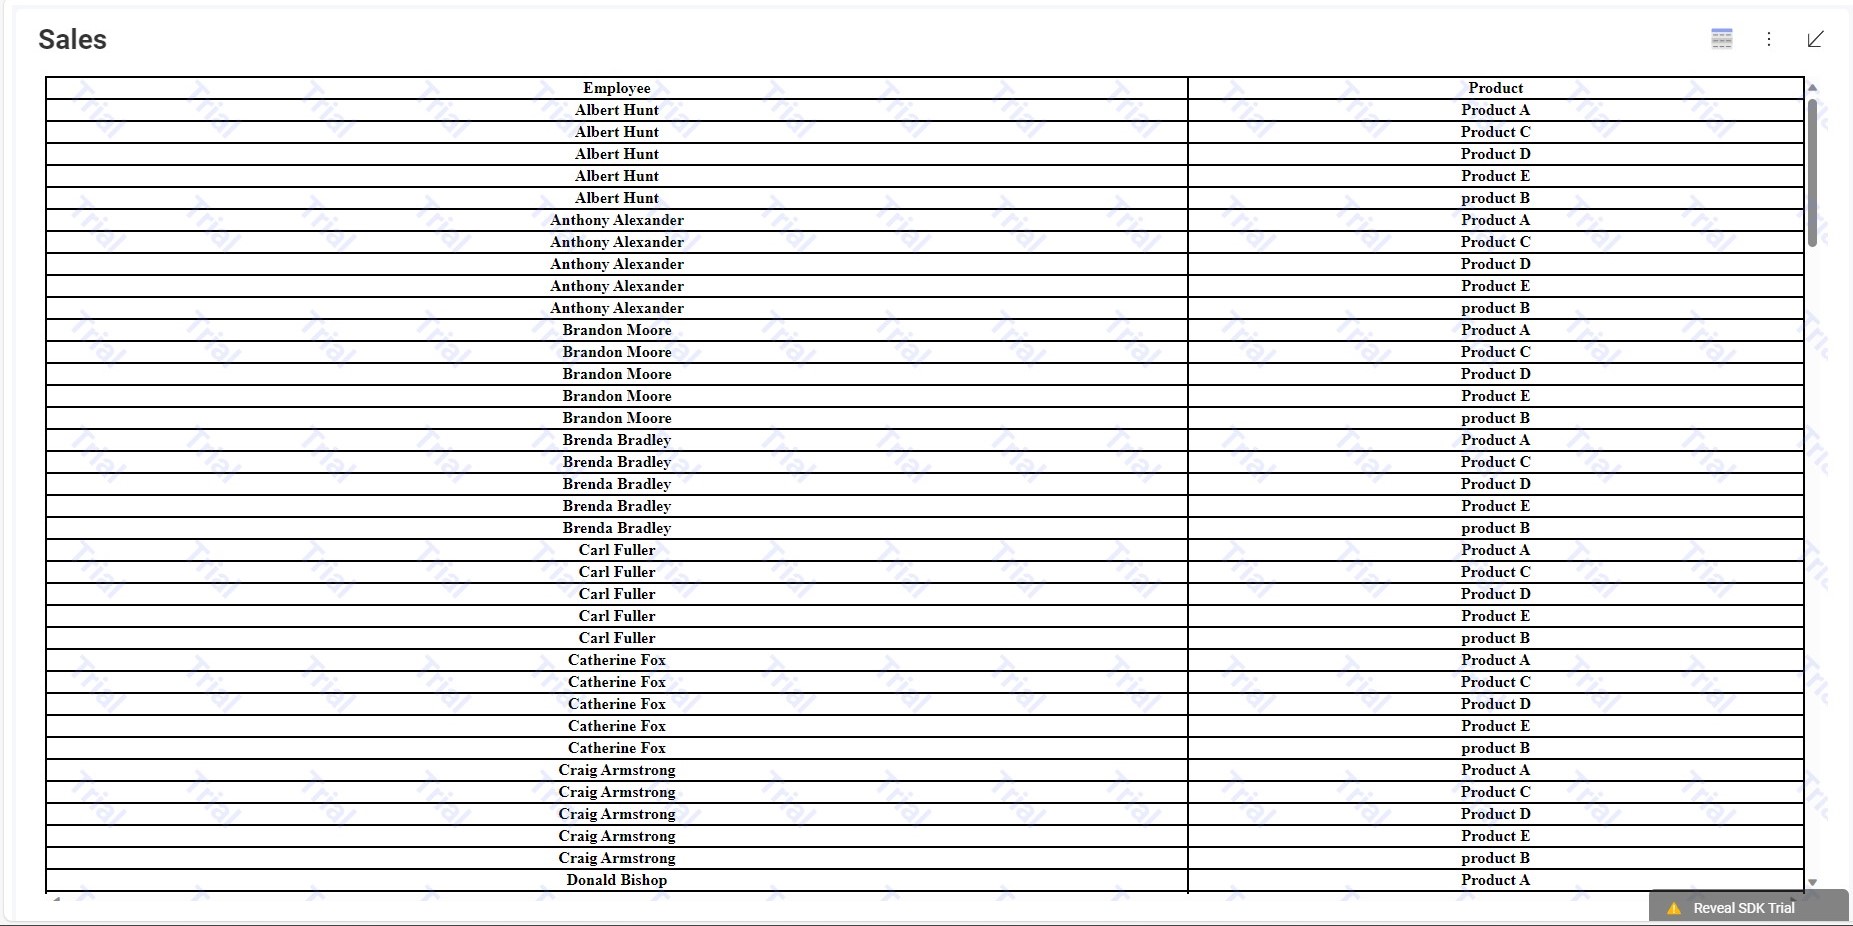 Sales
Employee Product
Albert Hunt Product A
Albert Hunt Product C
Albert Hunt Product D
Albert Hunt Product E
Albert Hunt product B
Anthony Alexander Product A
Anthony Alexander Product C
Anthony Alexander Product D
Anthony Alexander Product E
Anthony Alexander product B
Brandon Moore Product A
Brandon Moore Product C
Brandon Moore Product D
Brandon Moore Product E
Brandon Moore product B
Brenda Bradley Product A
Brenda Bradley Product C
Brenda Bradley Product D
Brenda Bradley Product E
Brenda Bradley product B
Carl Fuller Product A
Carl Fuller Product C
Carl Fuller Product D
Carl Fuller Product E
Carl Fuller product B
Catherine Fox Product A
Catherine Fox Product C
Catherine Fox Product D
Catherine Fox Product E
Catherine Fox product B
Craig Armstrong Product A
Craig Armstrong Product C
Craig Armstrong Product D
Craig Armstrong Product E
Craig Armstrong product B
Donald Bishop Product A
Reveal SDK Trial
Trial